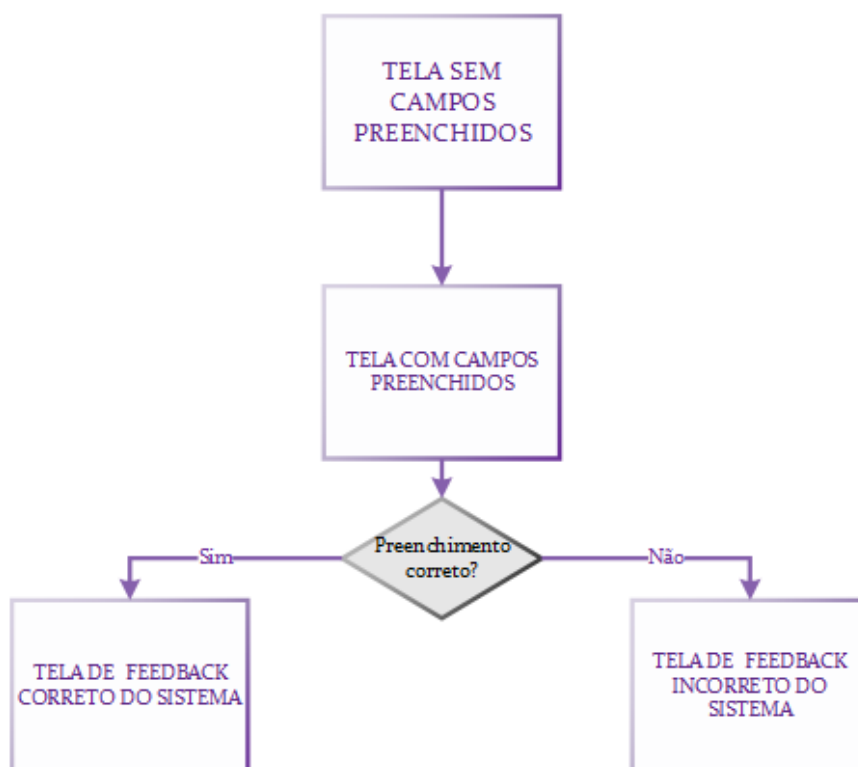 TELA SEM
CAMPOS
PREENCHIDOS
TELA COM CAMPOS
PREENCHIDOS
Preenchimento
correto?
Sim
Não
TELA DE FEEDBACK
CORRETO DO SISTEMA
TELA DE FEEDBACK
INCORRETO DO
SISTEMA